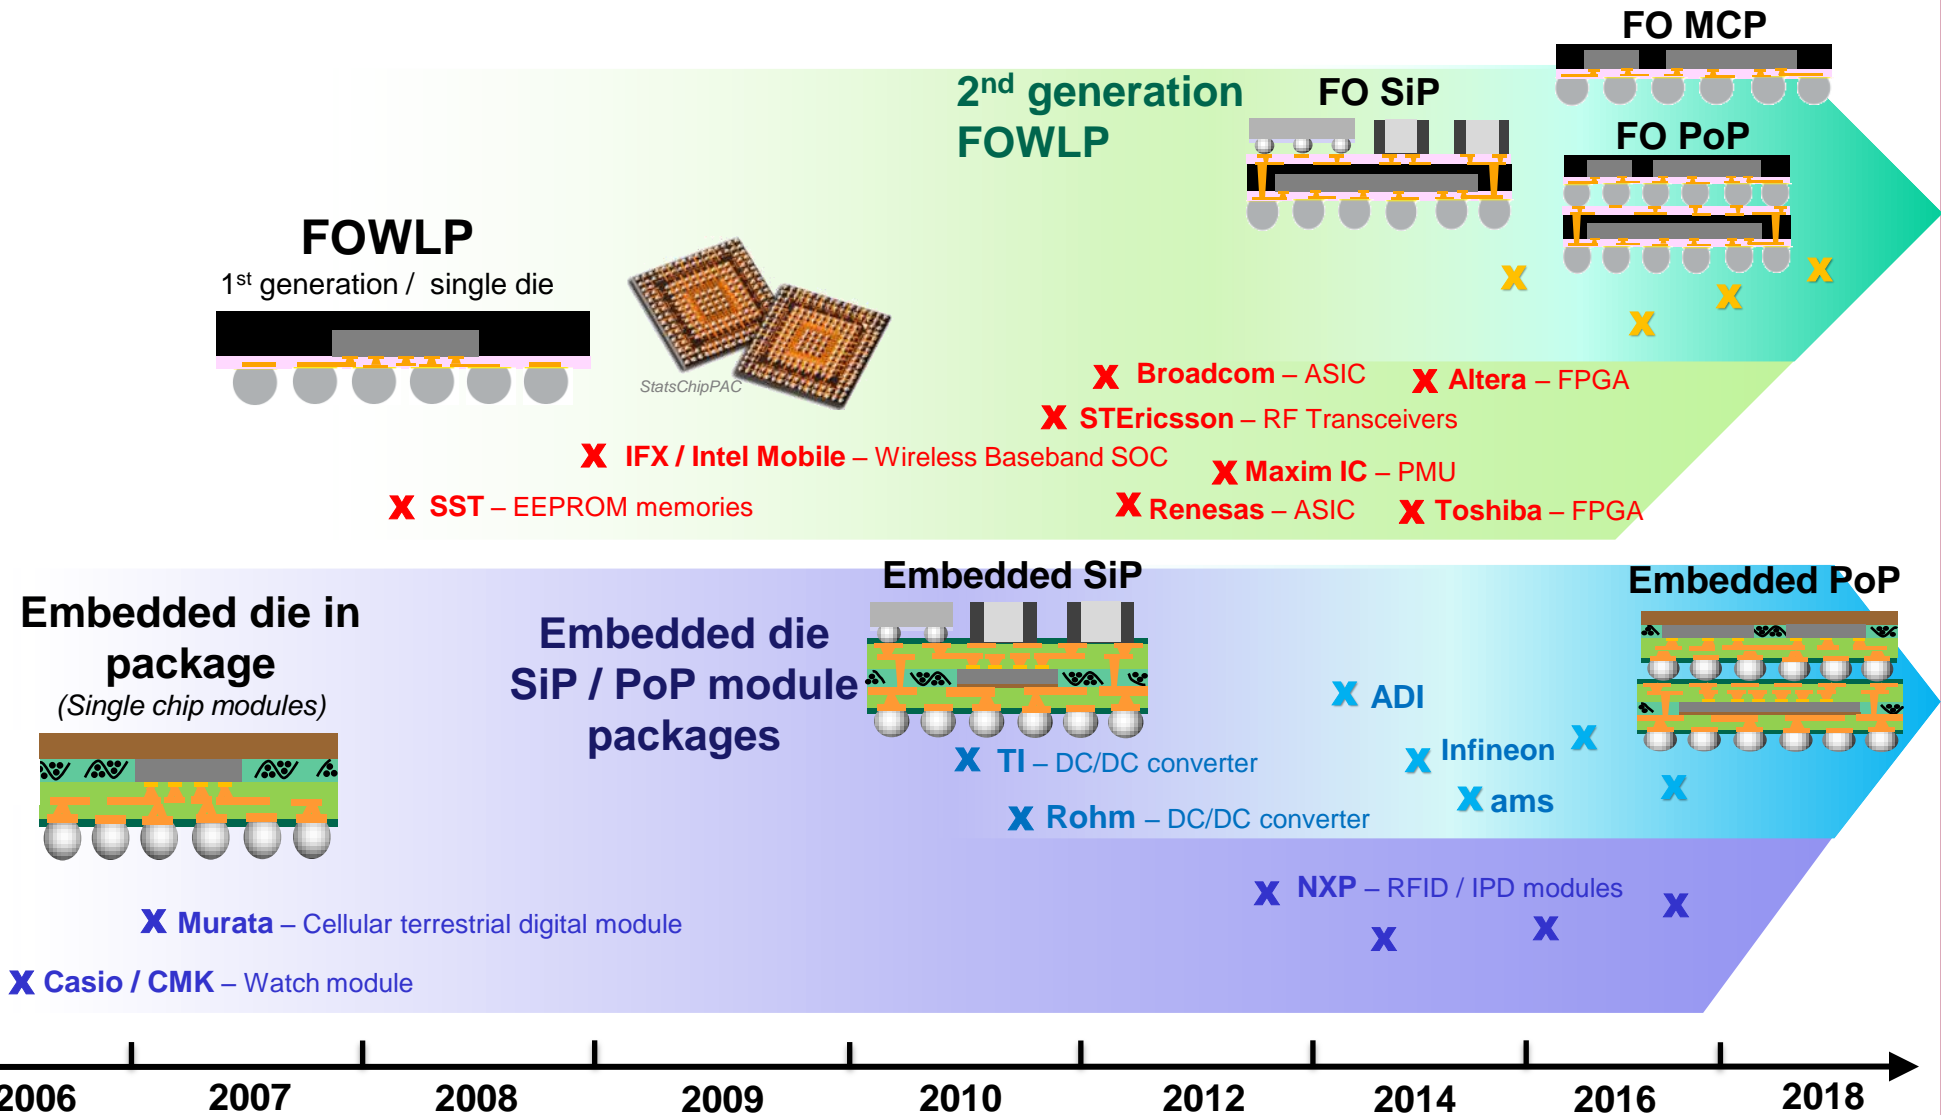 FO MCP
2nd generation
FOWLP
FO SiP
FO PoP
FOWLP
1st generation / single die
StatsChipPAC
X Broadcom – ASIC
X Altera – FPGA
X STEricsson – RF Transceivers
X IFX / Intel Mobile – Wireless Baseband SOC
X Maxim IC – PMU
X SST – EEPROM memories
X Renesas – ASIC
X Toshiba – FPGA
X
X
X
X
Embedded SiP
Embedded PoP
Embedded die in
package
(Single chip modules)
Embedded die
SiP / PoP module
packages
X ADI
X Infineon X
X TI – DC/DC converter
X ams X
X Rohm – DC/DC converter
X NXP – RFID / IPD modules
X
X
X
X Murata – Cellular terrestrial digital module
X Casio / CMK – Watch module
2006 2007 2008 2009 2010 2012 2014 2016 2018